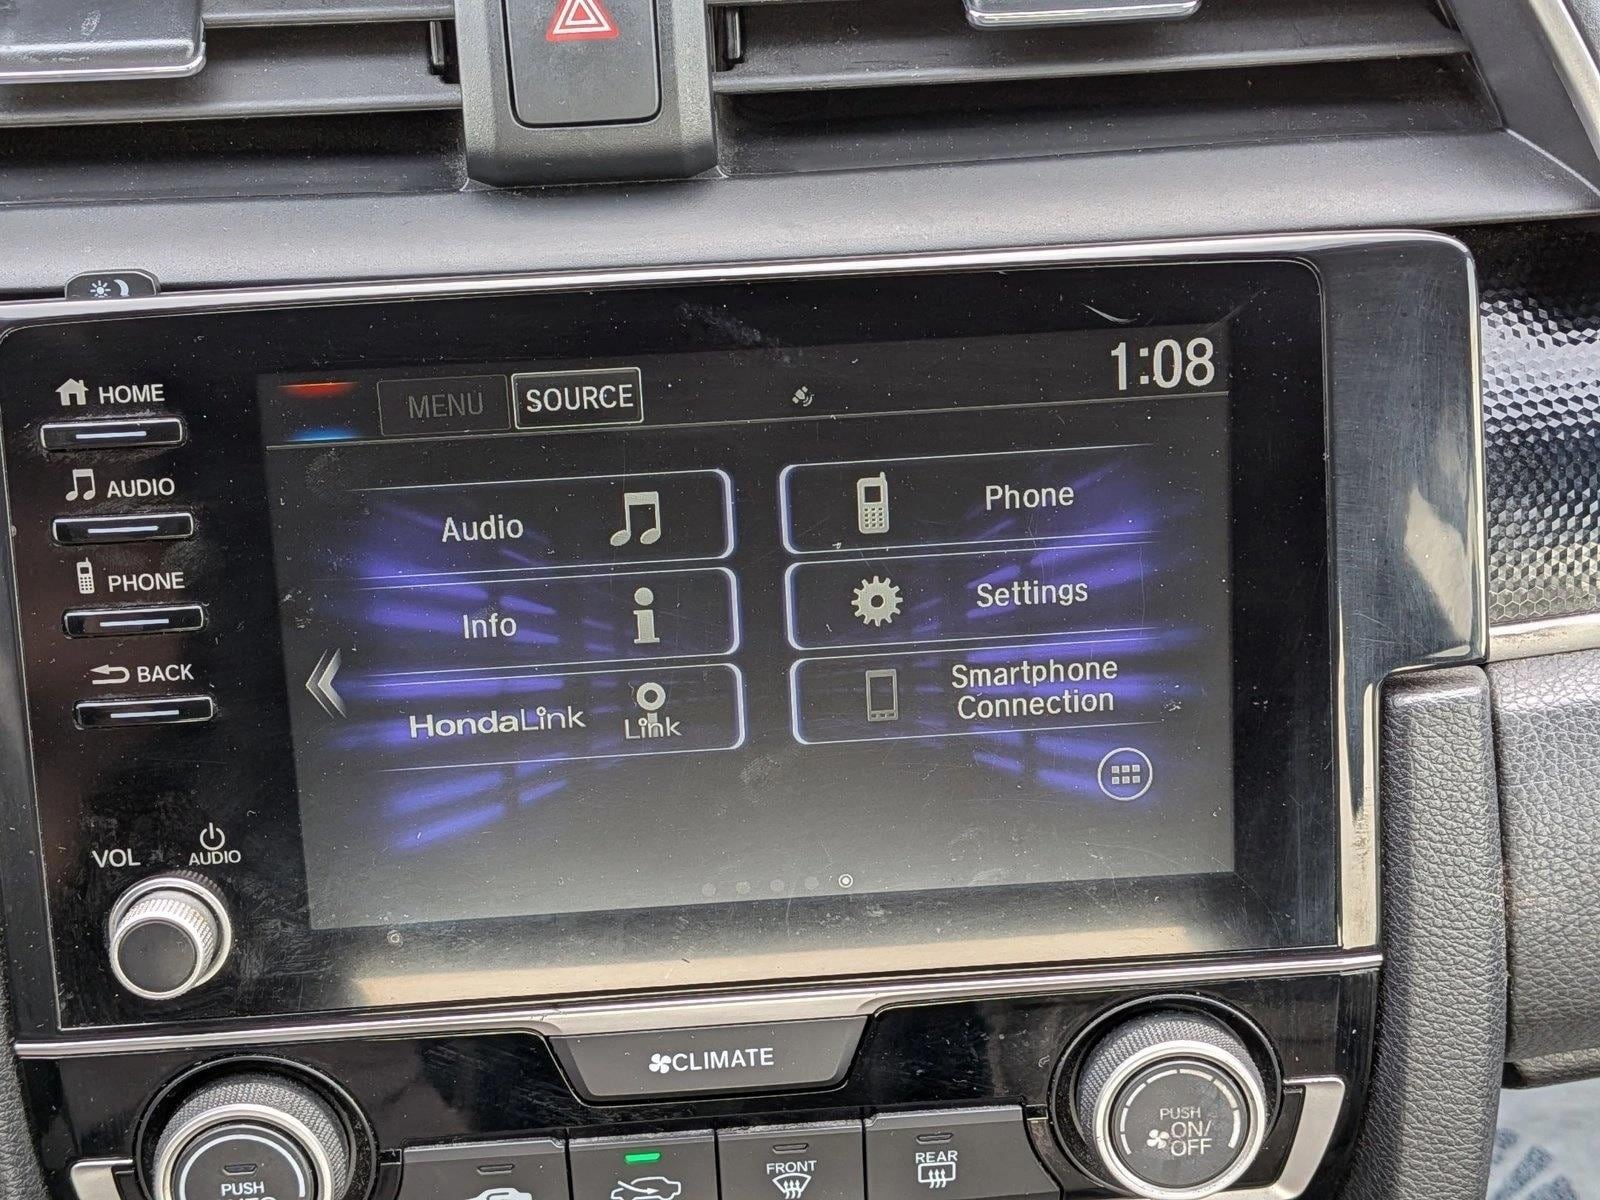 HOME
AUDIO
PHONE
BACK
VOL
AUDIO
MENU
SOURCE
1:08
Audio
Phone
Info
Settings
HondaLink
Link
Smartphone
Connection
CLIMATE
PUSH
FRONT
REAR
PUSH
ON/
OFF